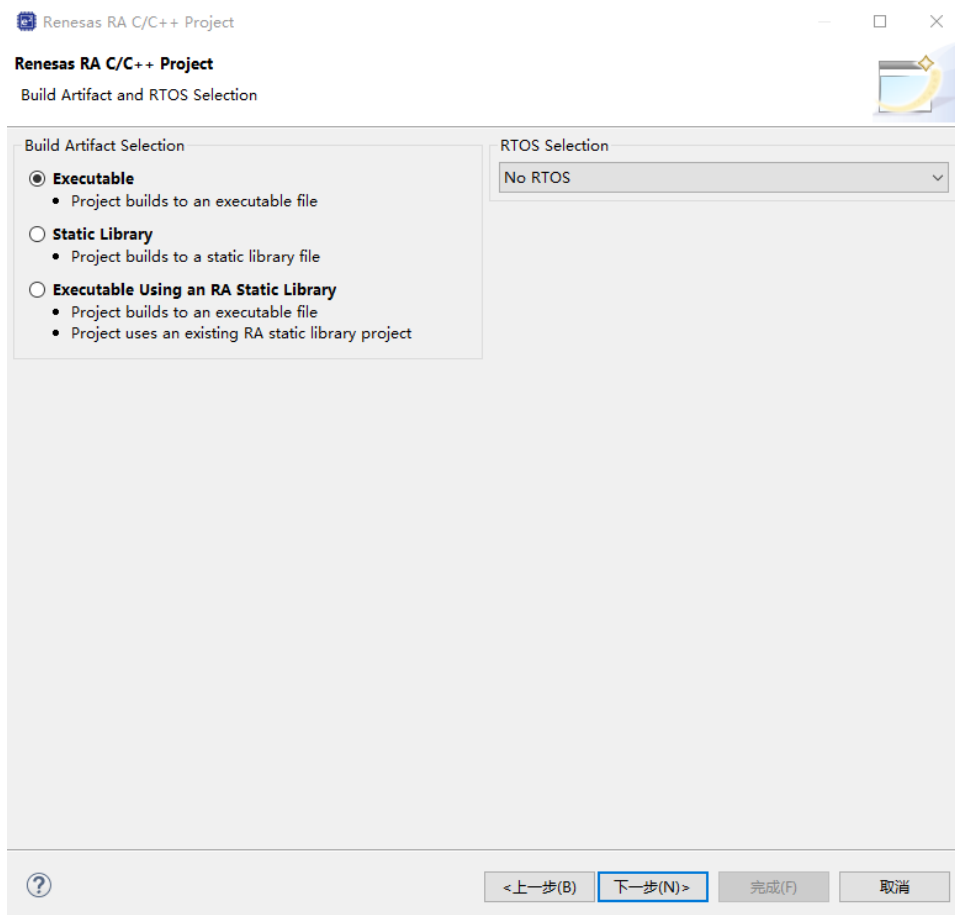 Renesas RA C/C++ Project
Renesas RA C/C++ Project
Build Artifact and RTOS Selection
Build Artifact Selection
Executable
• Project builds to an executable file
Static Library
• Project builds to a static library file
Executable Using an RA Static Library
• Project builds to an executable file
• Project uses an existing RA static library project
RTOS Selection
No RTOS
?
<上一步(B)
下一步(N)>
完成(F)
取消